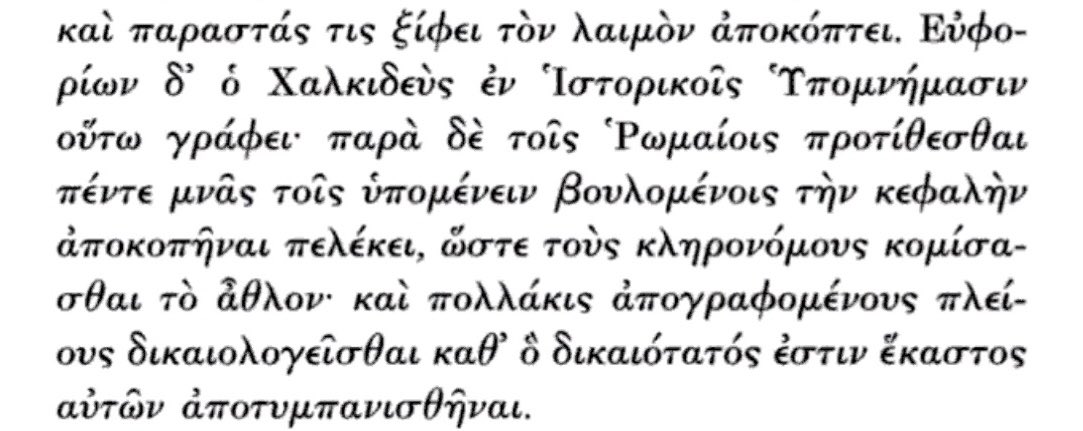 καὶ παραστάς τις ξίφει τὸν λαιμὸν ἀποκόπτει. Εὐφο-
ρίων δ’ ὁ Χαλκιδεὺς ἐν Ἱστορικοῖς Ὑπομνήμασιν
οὕτω γράφει· παρὰ δὲ τοῖς Ῥωμαίοις προτίθεσθαι
πέντε μνᾶς τοῖς ὑπομένειν βουλομένοις τὴν κεφαλὴν
ἀποκοπῆναι πελέκει, ὥστε τοὺς κληρονόμους κομίσα-
σθαι τὸ ἆθλον· καὶ πολλάκις ἀπογραφομένους πλεί-
ους δικαιολογεῖσθαι καθ’ ὃ δικαιότατός ἐστιν ἕκαστος
αὐτῶν ἀποτυμπανισθῆναι.